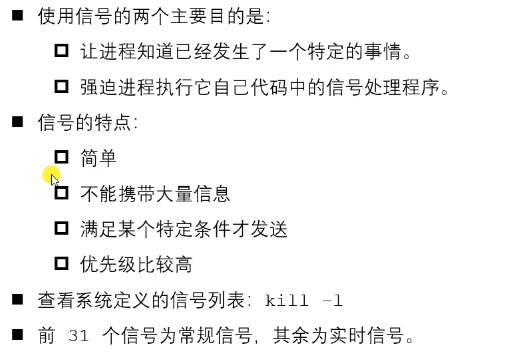 使用信号的两个主要目的是：
让进程知道已经发生了一个特定的事情。
强迫进程执行它自己代码中的信号处理程序。
信号的特点：
简单
不能携带大量信息
满足某个特定条件才发送
优先级比较高
查看系统定义的信号列表：kill –l
前 31 个信号为常规信号，其余为实时信号。